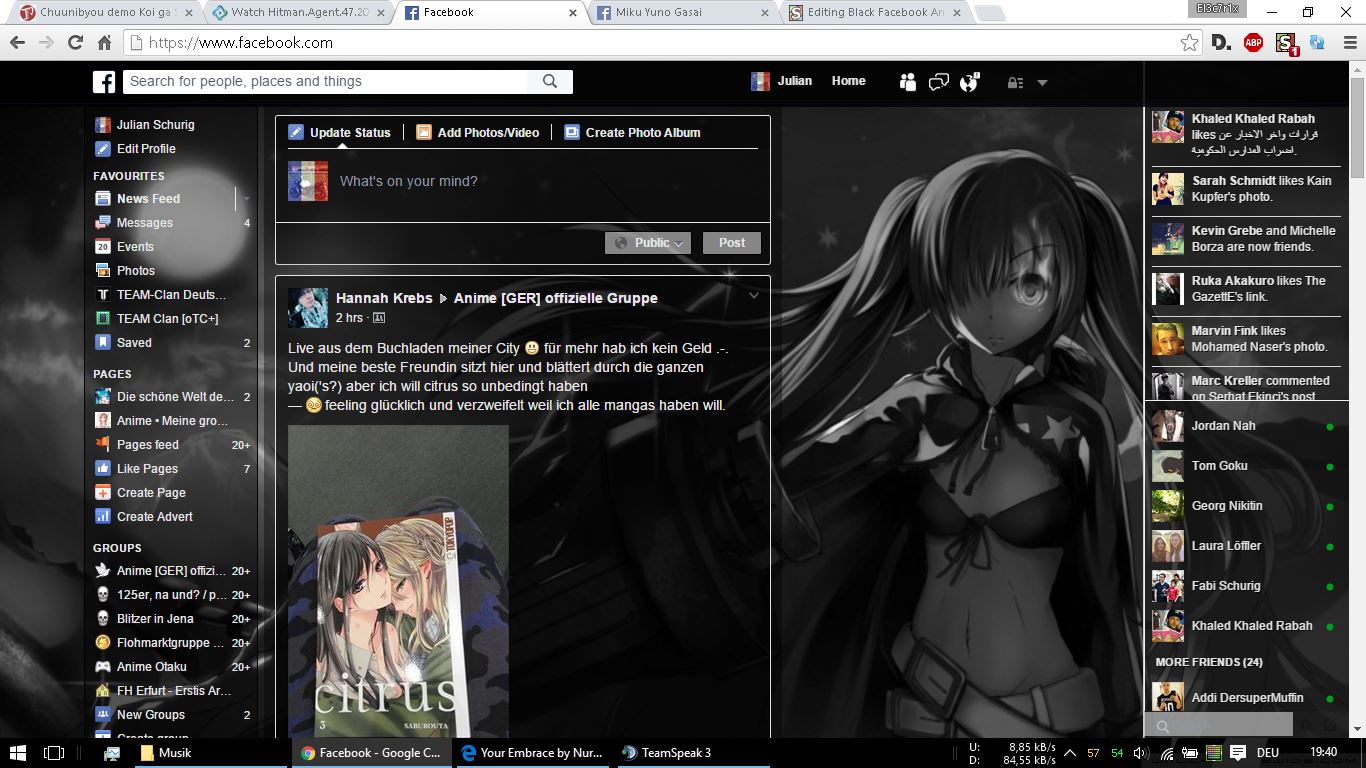 Chuunibyou demo Koi ga
Watch Hitman.Agent.47.20
Facebook
Miku Yuno Gasai
Editing Black Facebook An
El3c7r1x
https://www.facebook.com
D.
ABP
S
1
Search for people, places and things
Julian
Home
Julian Schurig
Edit Profile
FAVOURITES
News Feed
Messages 4
20 Events
Photos
TEAM-Clan Deuts...
TEAM Clan [oTC+]
Saved 2
PAGES
Die schöne Welt de... 2
Anime • Meine gro...
Pages feed 20+
Like Pages 7
Create Page
Create Advert
GROUPS
Anime [GER] offizi... 20+
125er, na und? / p... 20+
Blitzer in Jena 20+
Flohmarktgruppe ... 20+
Anime Otaku 20+
FH Erfurt - Erstis Ar...
New Groups 2
Create group
Update Status
Add Photos/Video
Create Photo Album
What's on your mind?
Public
Post
Hannah Krebs ▸ Anime [GER] offizielle Gruppe
2 hrs ·
Live aus dem Buchladen meiner City 😀 für mehr hab ich kein Geld .-.
Und meine beste Freundin sitzt hier und blättert durch die ganzen
yaoi('s?) aber ich will citrus so unbedingt haben
— feeling glücklich und verzweifelt weil ich alle mangas haben will.
TOKYOPOP
citrus
3
SABUROUTA
Khaled Khaled Rabah
likes قرارات واخر الاخبار عن
اضراب المدارس الحكومية.
Sarah Schmidt likes Kain
Kupfer's photo.
Kevin Grebe and Michelle
Borza are now friends.
Ruka Akakuro likes The
GazettE's link.
Marvin Fink likes
Mohamed Naser's photo.
Marc Kreller commented
on Serhat Ekinci's post
Jordan Nah
Tom Goku
Georg Nikitin
Laura Löffler
Fabi Schurig
Khaled Khaled Rabah
MORE FRIENDS (24)
Addi DersuperMuffin
Musik
Facebook - Google C...
Your Embrace by Nur...
TeamSpeak 3
U: 8,85 kB/s
D: 84,55 kB/s
57
54
DEU
19:40